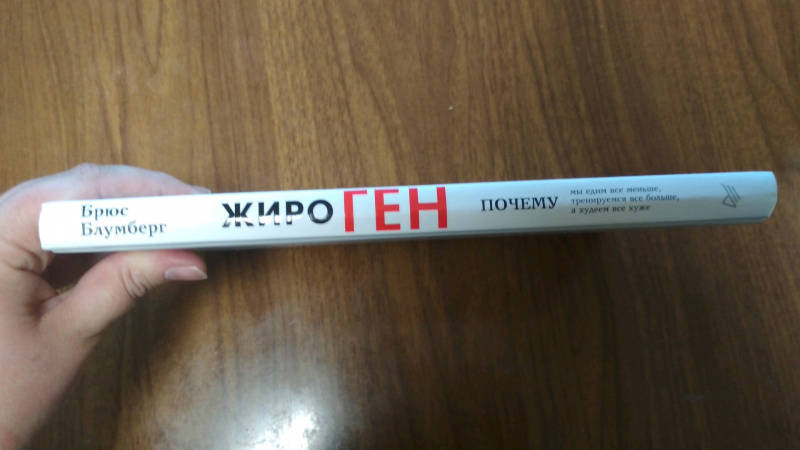 Брюс
Блумберг
ЖИРОГЕН
ПОЧЕМУ
мы едим все меньше,
тренируемся все больше,
а худеем все хуже